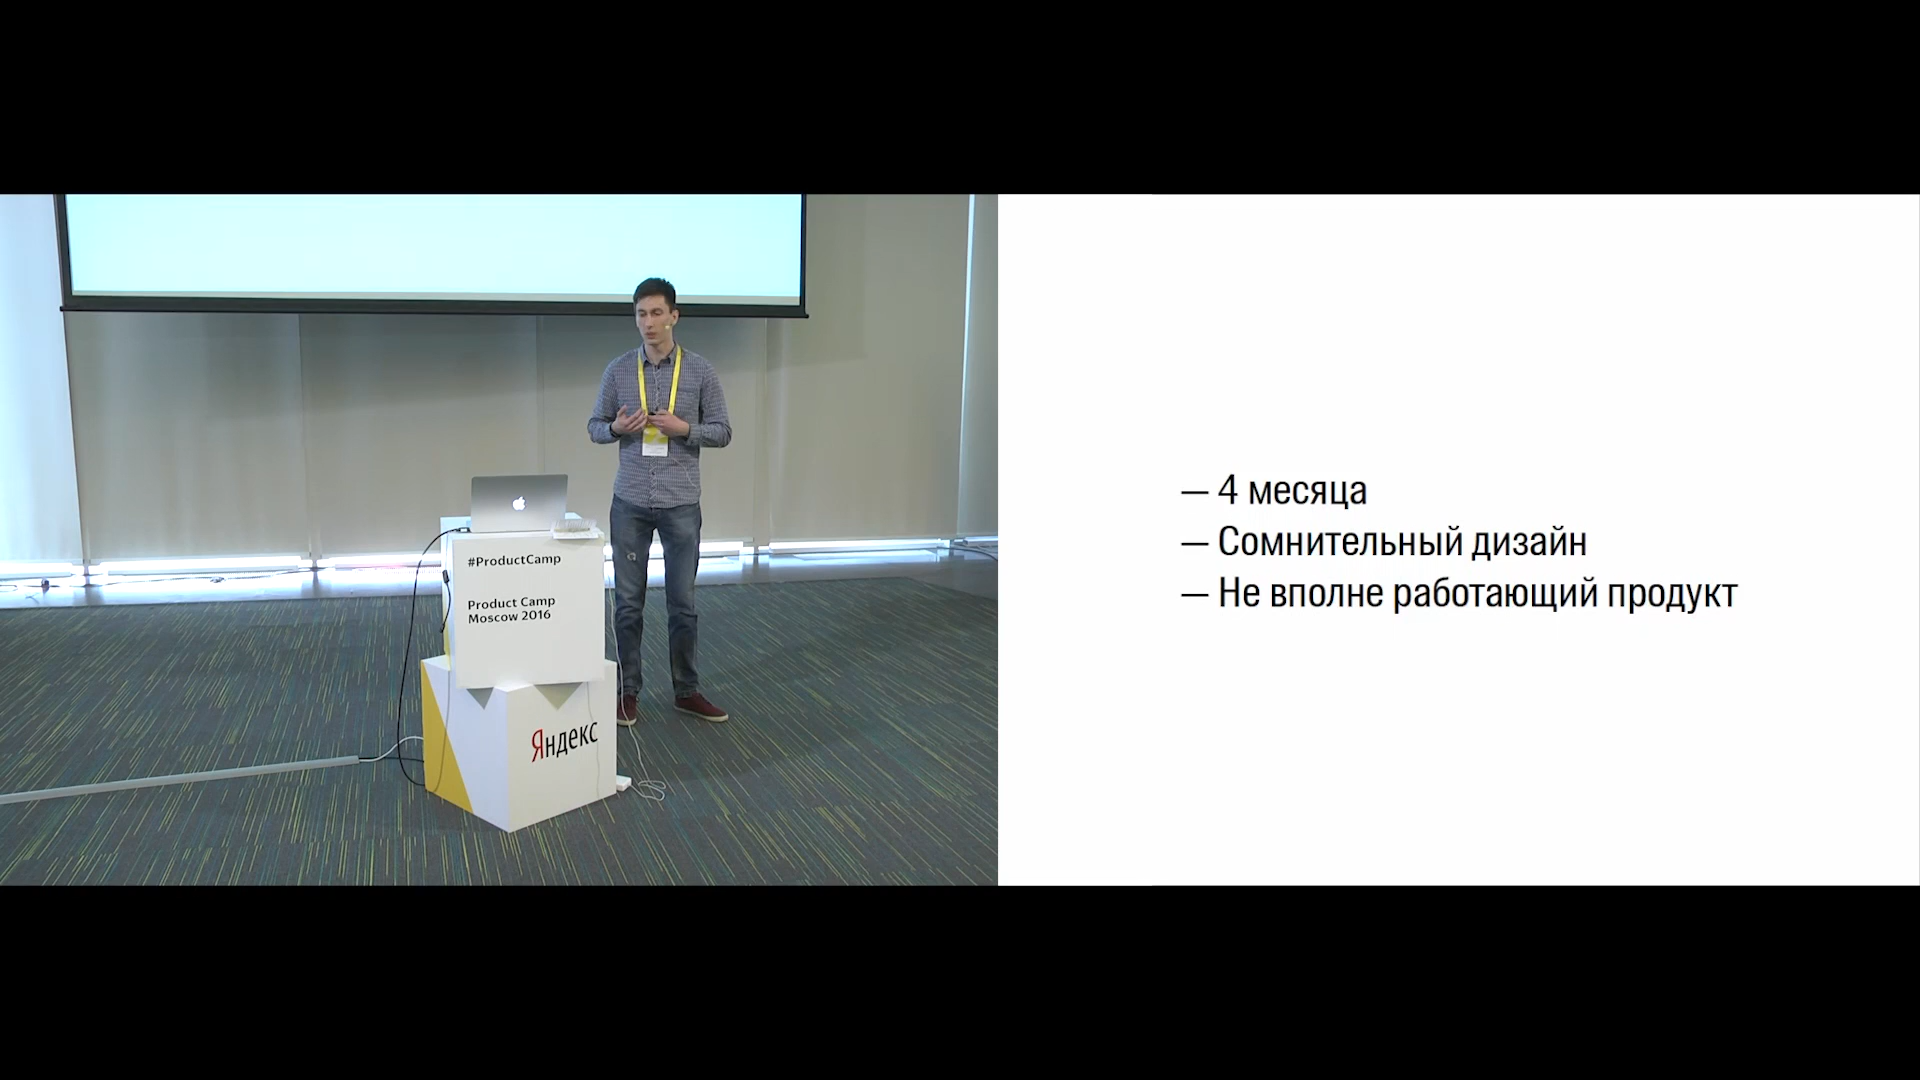 #ProductCamp
Product Camp
Moscow 2016
Яндекс
— 4 месяца
— Сомнительный дизайн
— Не вполне работающий продукт